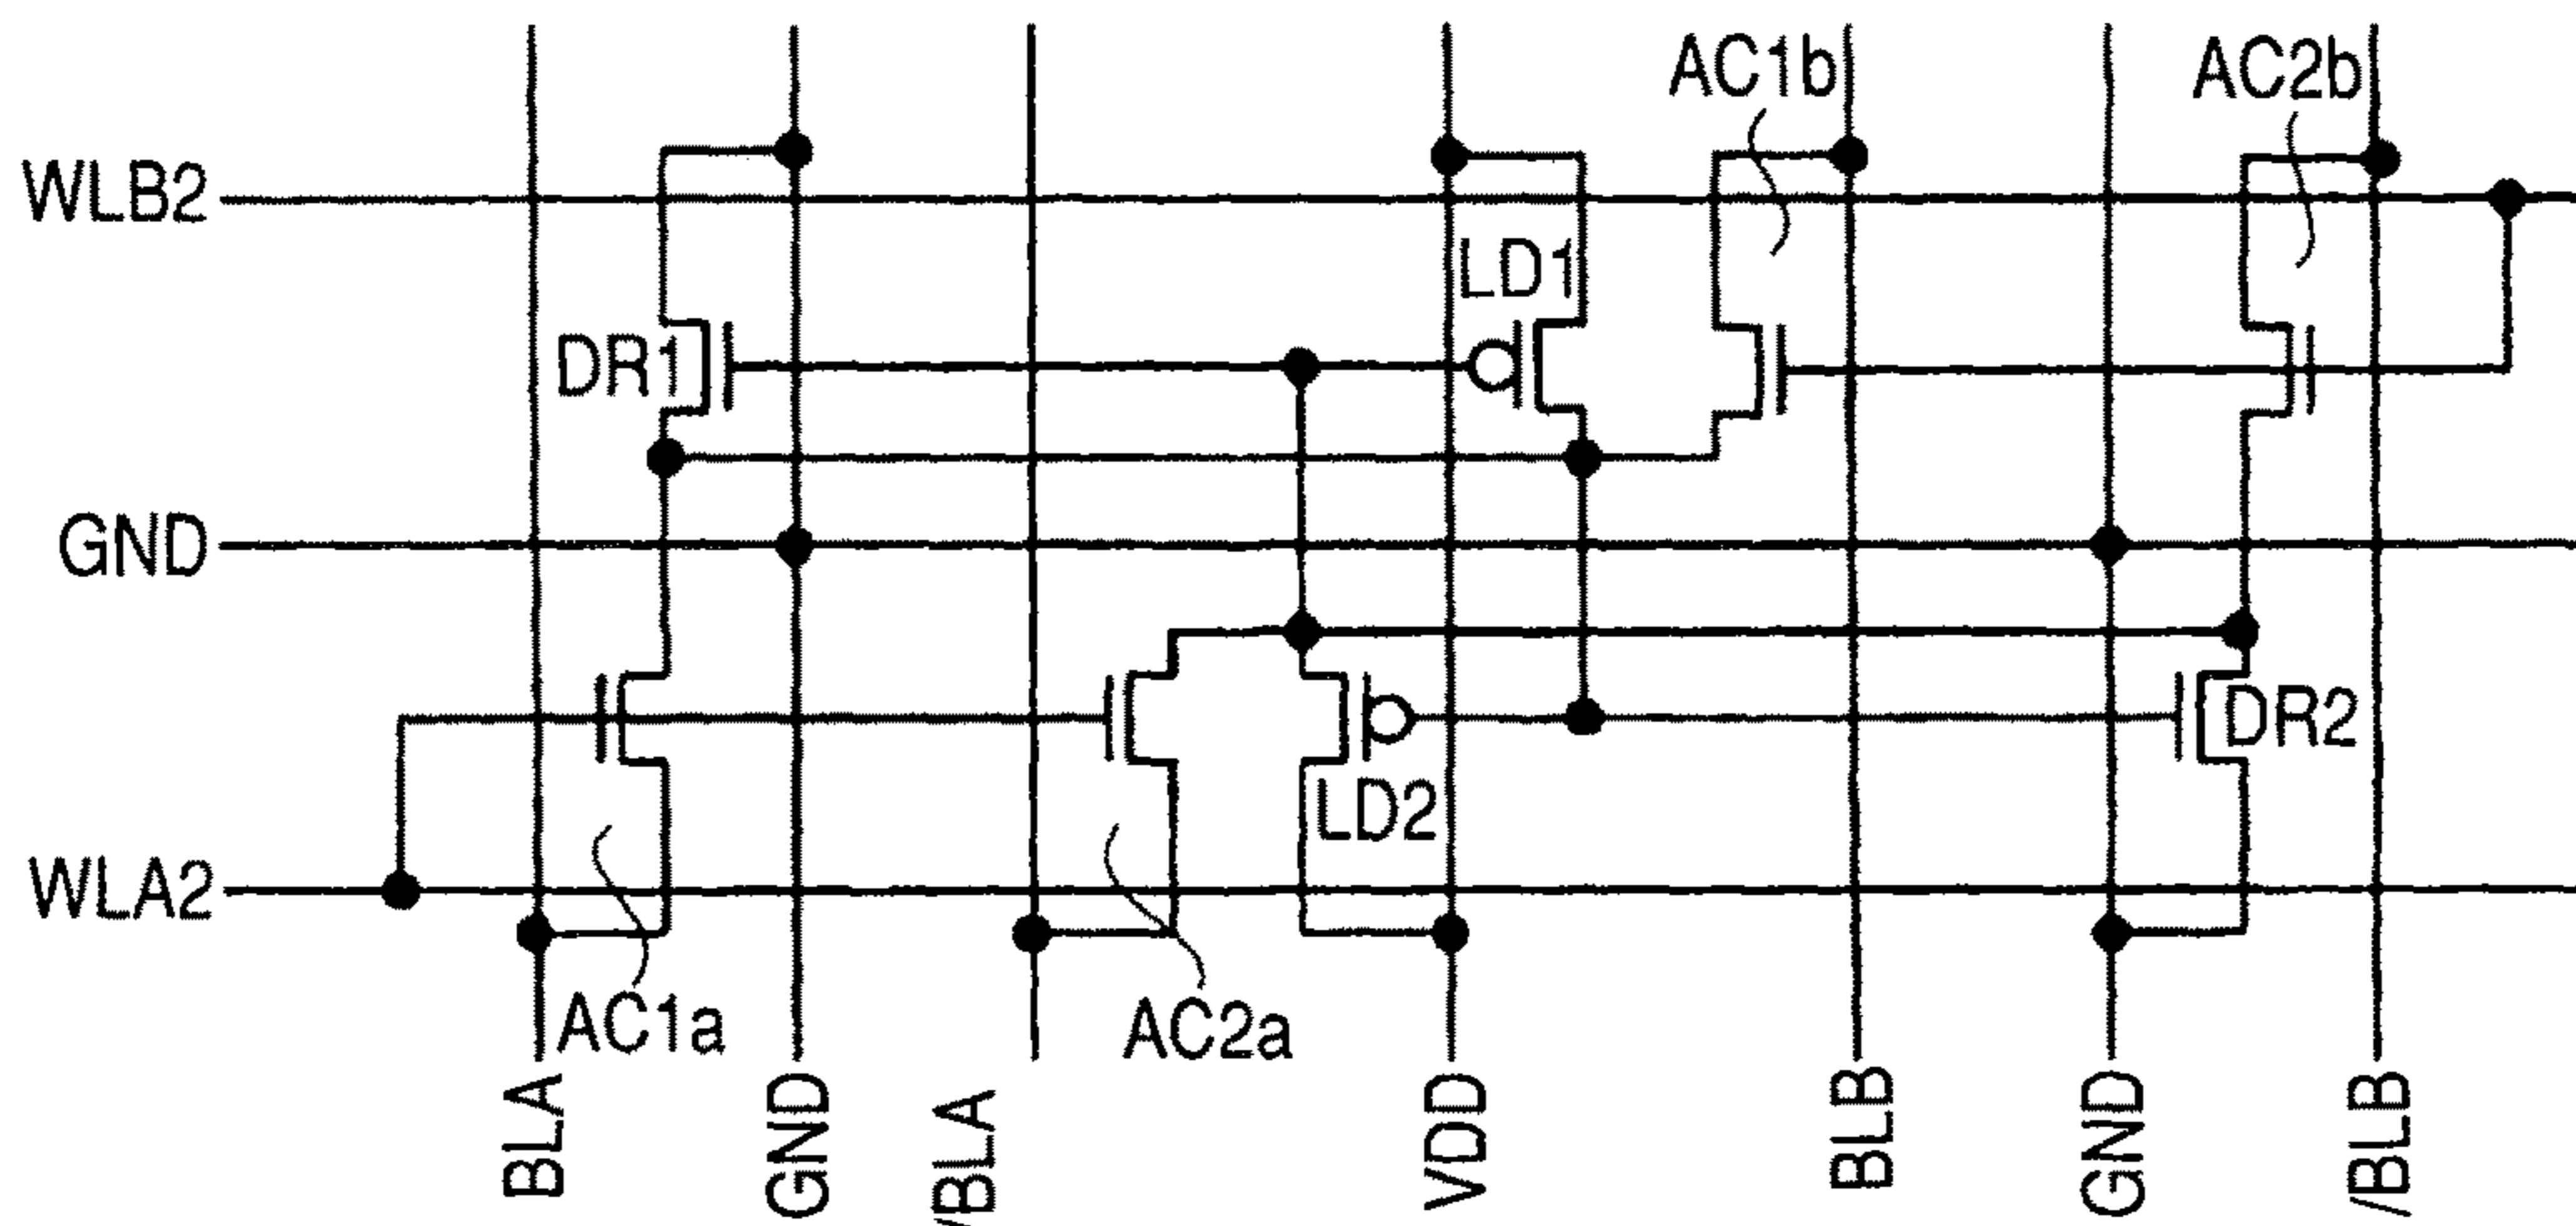 AC1b
AC2b
WLB2
LD1
DR1
GND
DR2
LD2
WLA2
AC1a
AC2a
BLA
GND
/BLA
VDD
BLB
GND
/BLB